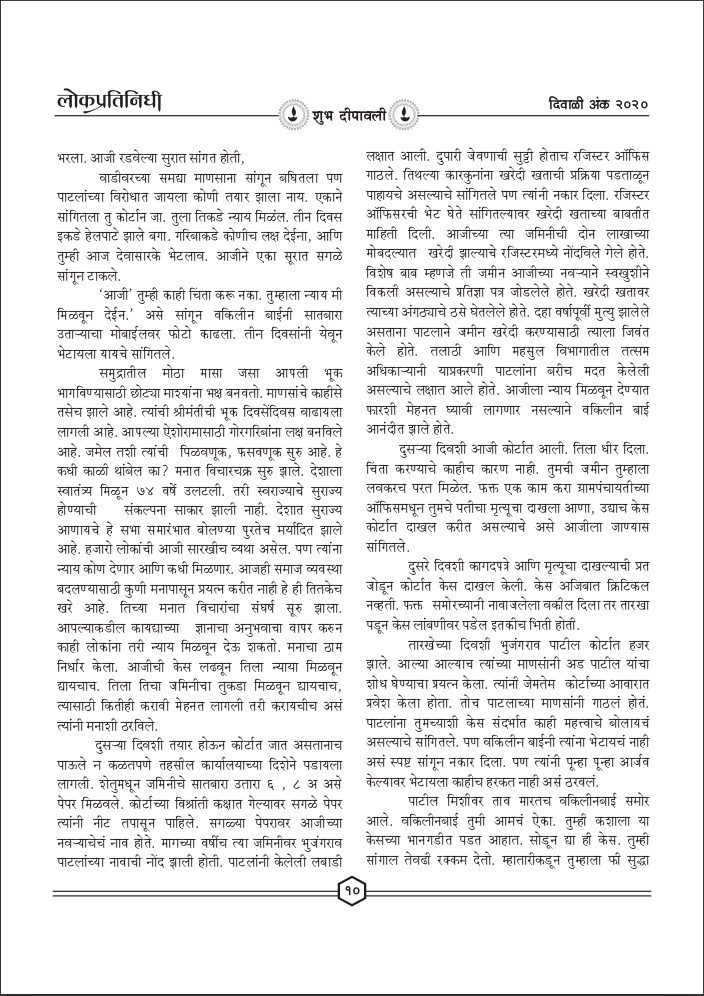 लोकप्रतिनिधी
शुभ दीपावली
दिवाळी अंक २०२०
भरला. आजी रडवेल्या सुरात सांगत होती,
वाडीवरच्या समद्या माणसाना सांगून बघितला पण
पाटलांच्या विरोधात जायला कोणी तयार झाला नाय. एकाने
सांगितला तु कोर्टान जा. तुला तिकडे न्याय मिळंल. तीन दिवस
इकडे हेलपाटे झाले बगा. गरिबाकडे कोणीच लक्ष देईना, आणि
तुम्ही आज देवासारके भेटलाव. आजीने एका सूरात सगळे
सांगून टाकले.
‘आजी’ तुम्ही काही चिंता करू नका. तुम्हाला न्याय मी
मिळवून देईन.’ असे सांगून वकिलीन बाईनी सातबारा
उताऱ्याचा मोबाईलवर फोटो काढला. तीन दिवसांनी येवून
भेटायला यायचे सांगितले.
समुद्रातील मोठा मासा जसा आपली भूक
भागविण्यासाठी छोट्या माश्यांना भक्ष बनवतो. माणसांचे काहीसे
तसेच झाले आहे. त्यांची श्रीमंतीची भूक दिवसेंदिवस वाढायला
लागली आहे. आपल्या ऐशोरामासाठी गोरगरिबांना लक्ष बनविले
आहे. जमेल तशी त्यांची पिळवणूक, फसवणूक सुरु आहे. हे
कधी काळी थांबेल का? मनात विचारचक्र सुरु झाले. देशाला
स्वातंत्र्य मिळून ७४ वर्षे उलटली. तरी स्वराज्याचे सुराज्य
होण्याची संकल्पना साकार झाली नाही. देशात सुराज्य
आणायचे हे सभा समारंभात बोलण्या पुरतेच मर्यादित झाले
आहे. हजारो लोकांची आजी सारखीच व्यथा असेल. पण त्यांना
न्याय कोण देणार आणि कधी मिळणार. आजही समाज व्यवस्था
बदलण्यासाठी कुणी मनापासून प्रयत्न करीत नाही हे ही तितकेच
खरे आहे. तिच्या मनात विचारांचा संघर्ष सूरु झाला.
आपल्याकडील कायद्याच्या ज्ञानाचा अनुभवाचा वापर करुन
काही लोकांना तरी न्याय मिळवून देऊ शकतो. मनाचा ठाम
निर्धार केला. आजीची केस लढवून तिला न्याया मिळवून
द्यायचाच. तिला तिचा जमिनीचा तुकडा मिळवून द्यायचाच,
त्यासाठि कितीही करावी मेहनत लागली तरी करायचीच असं
त्यांनी मनाशी ठरविले.
दुसऱ्या दिवशी तयार होऊन कोर्टात जात असतानाच
पाऊले न कळतपणे तहसील कार्यालयाच्या दिशेने पडायला
लागली. शेतुमधून जमिनीचे सातबारा उतारा ६ , ८ अ असे
पेपर मिळवले. कोर्टाच्या विश्रांती कक्षात गेल्यावर सगळे पेपर
त्यांनी नीट तपासून पाहिले. सगळ्या पेपरावर आजीच्या
नवऱ्याचेचं नाव होते. मागच्या वर्षीच त्या जमिनीवर भुजंगराव
पाटलांच्या नावाची नोंद झाली होती. पाटलांनी केलेली लबाडी
लक्षात आली. दुपारी जेवणाची सुट्टी होताच रजिस्टर ऑफिस
गाठले. तिथल्या कारकुनांना खरेदी खताची प्रक्रिया पडताळून
पाहायचे असल्याचे सांगितले पण त्यांनी नकार दिला. रजिस्टर
ऑफिसरची भेट घेते सांगितल्यावर खरेदी खताच्या बाबतीत
माहिती दिली. आजीच्या त्या जमिनीची दोन लाखाच्या
मोबदल्यात खरेदी झाल्याचे रजिस्टरमध्ये नोंदविले गेले होते.
विशेष बाब म्हणजे ती जमीन आजीच्या नवऱ्याने स्वखुशीने
विकली असल्याचे प्रतिज्ञा पत्र जोडलेले होते. खरेदी खतावर
त्याच्या अंगठ्याचे ठसे घेतलेले होते. दहा वर्षापूर्वी मुत्यु झालेले
असताना पाटलाने जमीन खरेदी करण्यासाठी त्याला जिवंत
केले होते. तलाठी आणि महसुल विभागातील तत्सम
अधिकाऱ्यानी याप्रकरणी पाटलांना बरीच मदत केलेली
असल्याचे लक्षात आले होते. आजीला न्याय मिळवून देण्यात
फारशी मेहनत घ्यावी लागणार नसल्याने वकिलीन बाई
आनंदीत झाले होते.
दुसऱ्या दिवशी आजी कोर्टात आली. तिला धीर दिला.
चिंता करण्याचे काहीच कारण नाही. तुमची जमीन तुम्हाला
लवकरच परत मिळेल. फक्त एक काम करा ग्रामपंचायतीच्या
ऑफिसमधून तुमचे पतीचा मृत्यूचा दाखला आणा, उद्याच केस
कोर्टात दाखल करीत असल्याचे असे आजीला जाण्यास
सांगितले.
दुसरे दिवशी कागदपत्रे आणि मृत्यूचा दाखल्याची प्रत
जोडून कोर्टात केस दाखल केली. केस अजिबात क्रिटिकल
नव्हती. फक्त समोरच्यानी नावाजलेला वकील दिला तर तारखा
पडून केस लांबणीवर पडेल इतकीच भिती होती.
तारखेच्या दिवशी भुजंगराव पाटील कोर्टात हजर
झाले. आल्या आल्याच त्यांच्या माणसांनी अड पाटील यांचा
शोध घेण्याचा प्रयत्न केला. त्यांनी जेमतेम कोर्टाच्या आवारात
प्रवेश केला होता. तोच पाटलाच्या माणसांनी गाठलं होतं.
पाटलांना तुमच्याशी केस संदर्भात काही महत्त्वाचे बोलायचं
असल्याचे सांगितले. पण वकिलीन बाईनी त्यांना भेटायचं नाही
असं स्पष्ट सांगून नकार दिला. पण त्यांनी पून्हा पून्हा आर्जव
केल्यावर भेटायला काहीच हरकत नाही असं ठरवलं.
पाटील मिशीवर ताव मारतच वकिलीनबाई समोर
आले. वकिलीनबाई तुमी आमचं ऐका. तुम्ही कशाला या
केसच्या भानगडीत पडत आहात. सोडून द्या ही केस. तुम्ही
सांगाल तेवढी रक्कम देतो. म्हातारीकडून तुम्हाला फी सुद्धा
१०